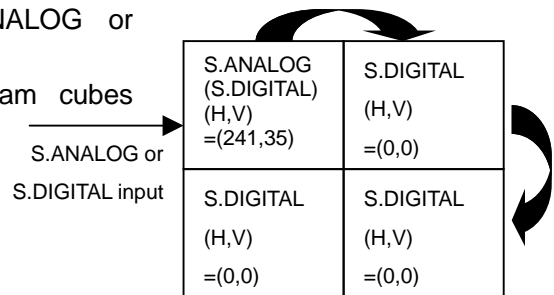 NALOG or
am cubes
S.ANALOG or
S.DIGITAL input
S.ANALOG
(S.DIGITAL)
(H,V)
=(241,35)
S.DIGITAL
(H,V)
=(0,0)
S.DIGITAL
(H,V)
=(0,0)
S.DIGITAL
(H,V)
=(0,0)